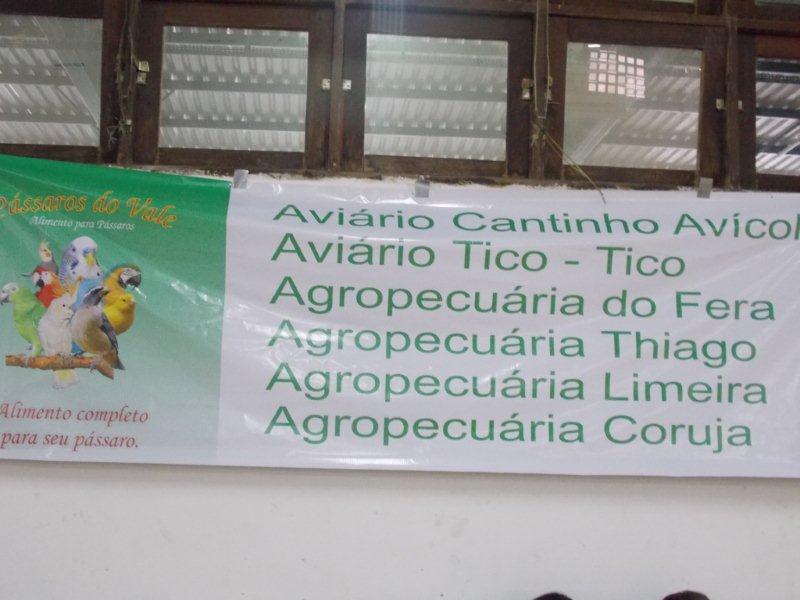 Pássaros do Vale
Alimento para Pássaros
Alimento completo
para seu pássaro.
Aviário Cantinho Avícol
Aviário Tico - Tico
Agropecuária do Fera
Agropecuária Thiago
Agropecuária Limeira
Agropecuária Coruja